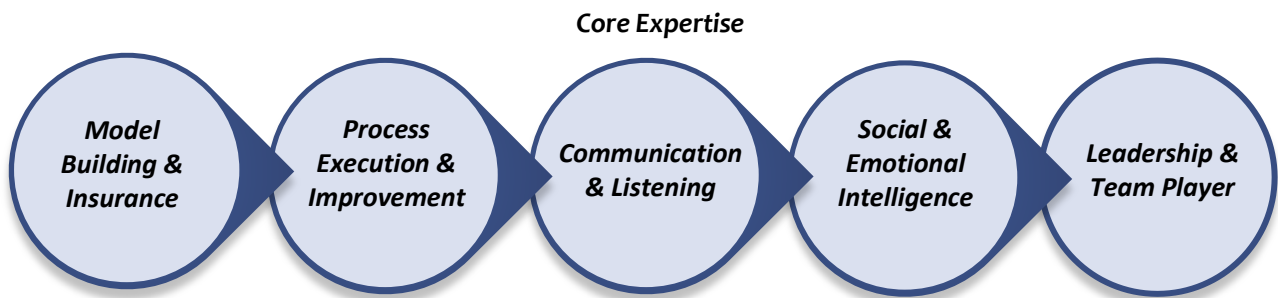 Core Expertise
Model
Building &
Insurance
Process
Execution &
Improvement
Communication
& Listening
Social &
Emotional
Intelligence
Leadership &
Team Player